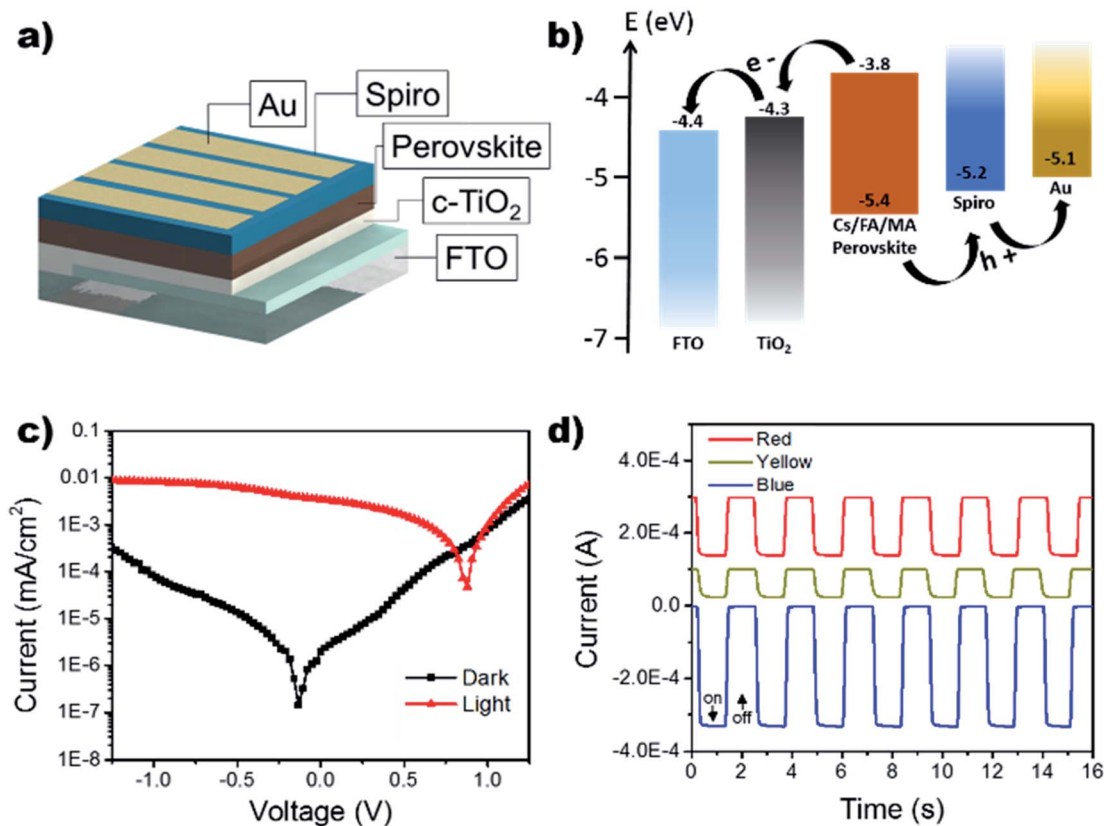 a)
Au
Spiro
Perovskite
c-TiO₂
FTO
b)
E (eV)
-4
-5
-6
-7
e -
-3.8
-4.3
-4.4
-5.4
-5.2
-5.1
h +
FTO
TiO₂
Cs/FA/MA
Perovskite
Spiro
Au
c)
Current (mA/cm²)
0.1
0.01
1E-3
1E-4
1E-5
1E-6
1E-7
1E-8
-1.0
-0.5
0.0
0.5
1.0
Voltage (V)
Dark
Light
d)
Current (A)
4.0E-4
2.0E-4
0.0
-2.0E-4
-4.0E-4
Red
Yellow
Blue
on
off
0 2 4 6 8 10 12 14 16
Time (s)